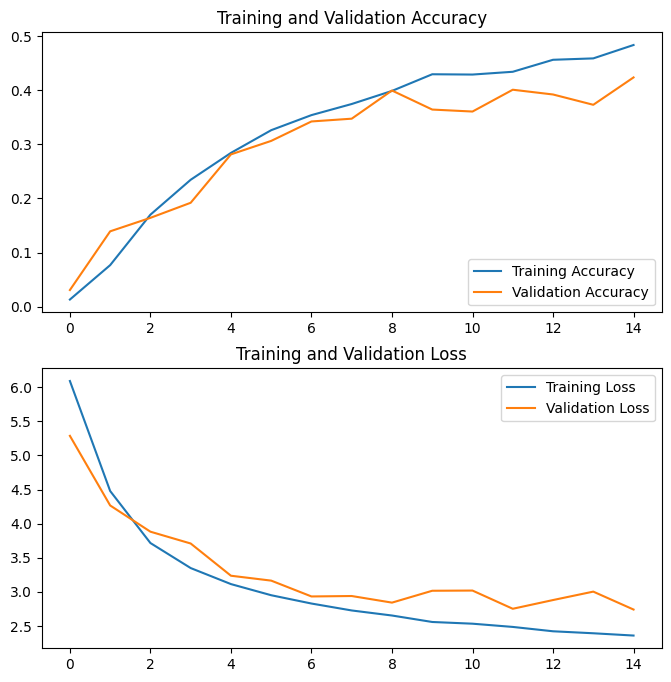 Training and Validation Accuracy
0.5
0.4
0.3
0.2
0.1
0.0
Training Accuracy
Validation Accuracy
0 2 4 6 8 10 12 14
Training and Validation Loss
6.0
5.5
5.0
4.5
4.0
3.5
3.0
2.5
Training Loss
Validation Loss
0 2 4 6 8 10 12 14